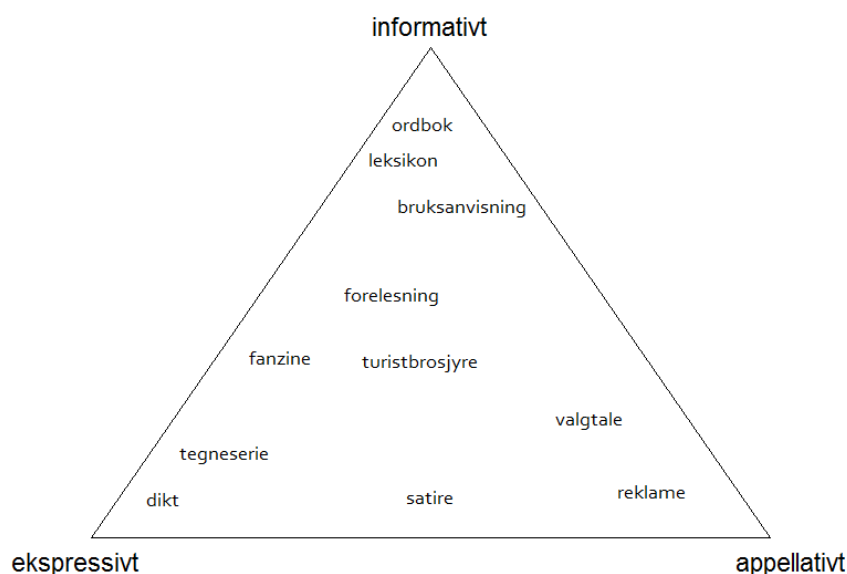 informativt
ordbok
leksikon
bruksanvisning
forelesning
fanzine
turistbrosjyre
valgtale
tegneserie
dikt
satire
reklame
ekspressivt
appellativt